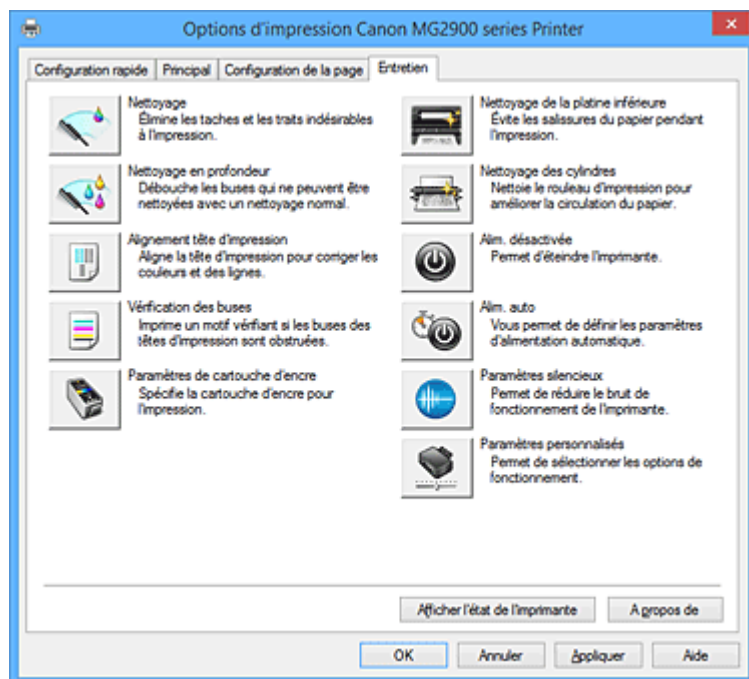 Options d'impression Canon MG2900 series Printer
Configuration rapide
Principal
Configuration de la page
Entretien
Nettoyage
Élimine les taches et les traits indésirables
à l'impression.
Nettoyage en profondeur
Débouche les buses qui ne peuvent être
nettoyées avec un nettoyage normal.
Alignement tête d'impression
Aligne la tête d'impression pour corriger les
couleurs et des lignes.
Vérification des buses
Imprime un motif vérifiant si les buses des
têtes d'impression sont obstruées.
Paramètres de cartouche d'encre
Spécifie la cartouche d'encre pour
l'impression.
Nettoyage de la platine inférieure
Évite les salissures du papier pendant
l'impression.
Nettoyage des cylindres
Nettoie le rouleau d'impression pour
améliorer la circulation du papier.
Alim. désactivée
Permet d'éteindre l'imprimante.
Alim. auto
Vous permet de définir les paramètres
d'alimentation automatique.
Paramètres silencieux
Permet de réduire le bruit de
fonctionnement de l'imprimante.
Paramètres personnalisés
Permet de sélectionner les options de
fonctionnement.
Afficher l'état de l'imprimante
A propos de
OK
Annuler
Appliquer
Aide